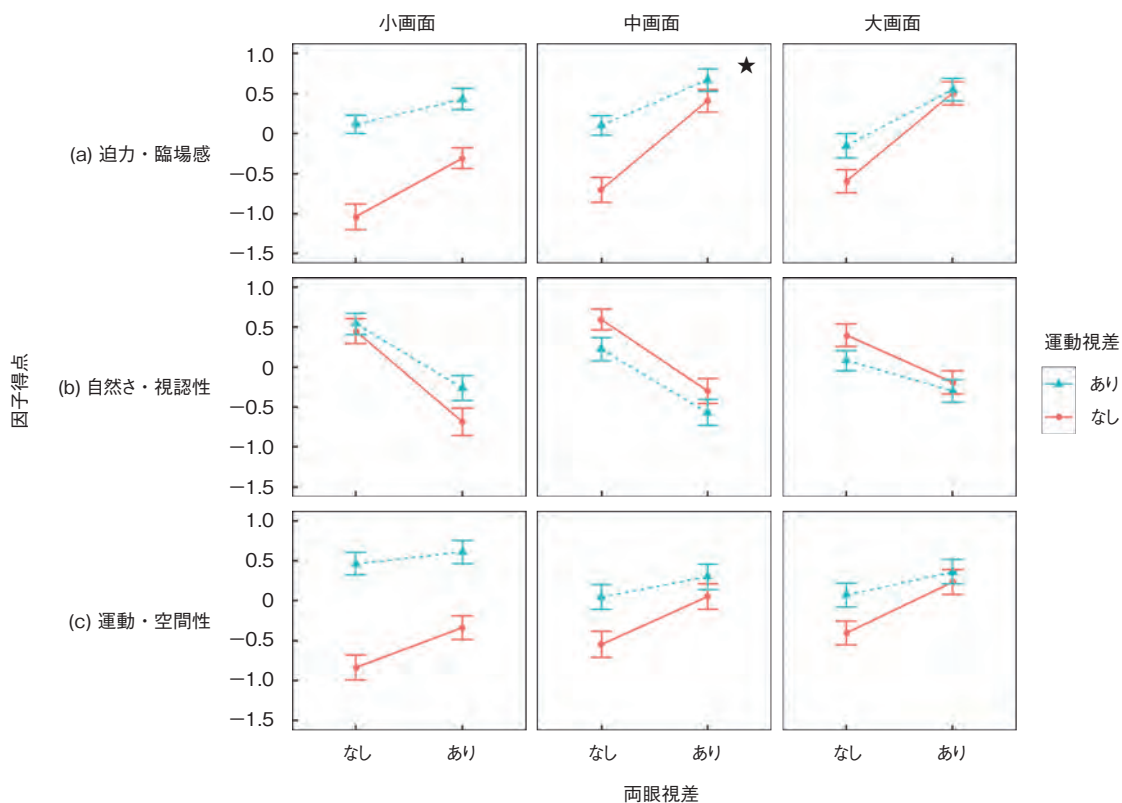 小画面
中画面
大画面
因子得点
(a) 迫力・臨場感
1.0
0.5
0
−0.5
−1.0
−1.5
★
(b) 自然さ・視認性
1.0
0.5
0
−0.5
−1.0
−1.5
(c) 運動・空間性
1.0
0.5
0
−0.5
−1.0
−1.5
なし
あり
なし
あり
なし
あり
両眼視差
運動視差
あり
なし